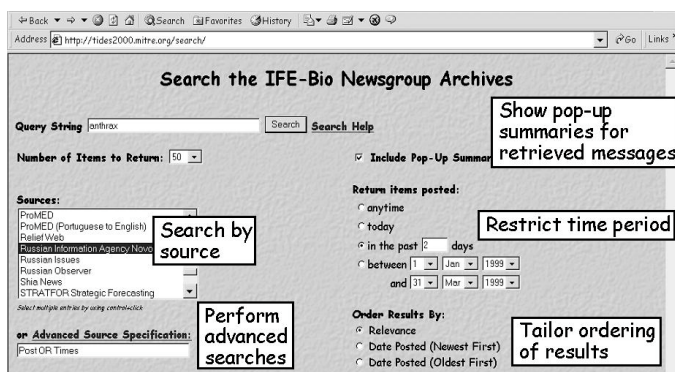 Back Search Favorites History
Address http://tides2000.mitre.org/search/ Go Links
Search the IFE-Bio Newsgroup Archives
Query String anthrax Search Search Help
Show pop-up
summaries for
retrieved messages
Number of Items to Return: 50
Include Pop-Up Summar
Sources:
ProMED
ProMED (Portuguese to English)
Relief Web
Russian Information Agency Novo
Russian Issues
Russian Observer
Shia News
STRATFOR Strategic Forecasting
Select multiple entries by using control+click
Search by
source
Return items posted:
anytime
today
in the past 2 days
between 1 Jan 1999
and 31 Mar 1999
Restrict time period
or Advanced Source Specification:
Post OR Times
Perform
advanced
searches
Order Results By:
Relevance
Date Posted (Newest First)
Date Posted (Oldest First)
Tailor ordering
of results